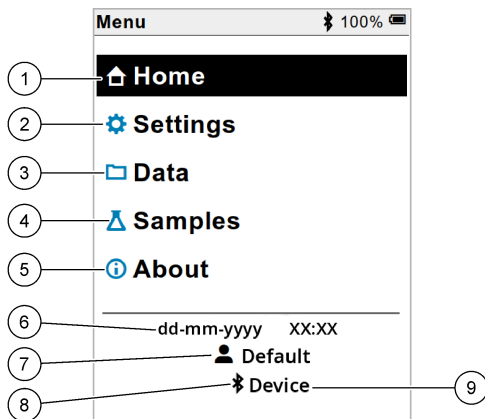 Menu 100%
1 Home
2 Settings
3 Data
4 Samples
5 About
6 dd-mm-yyyy XX:XX
7 Default
8 Device 9